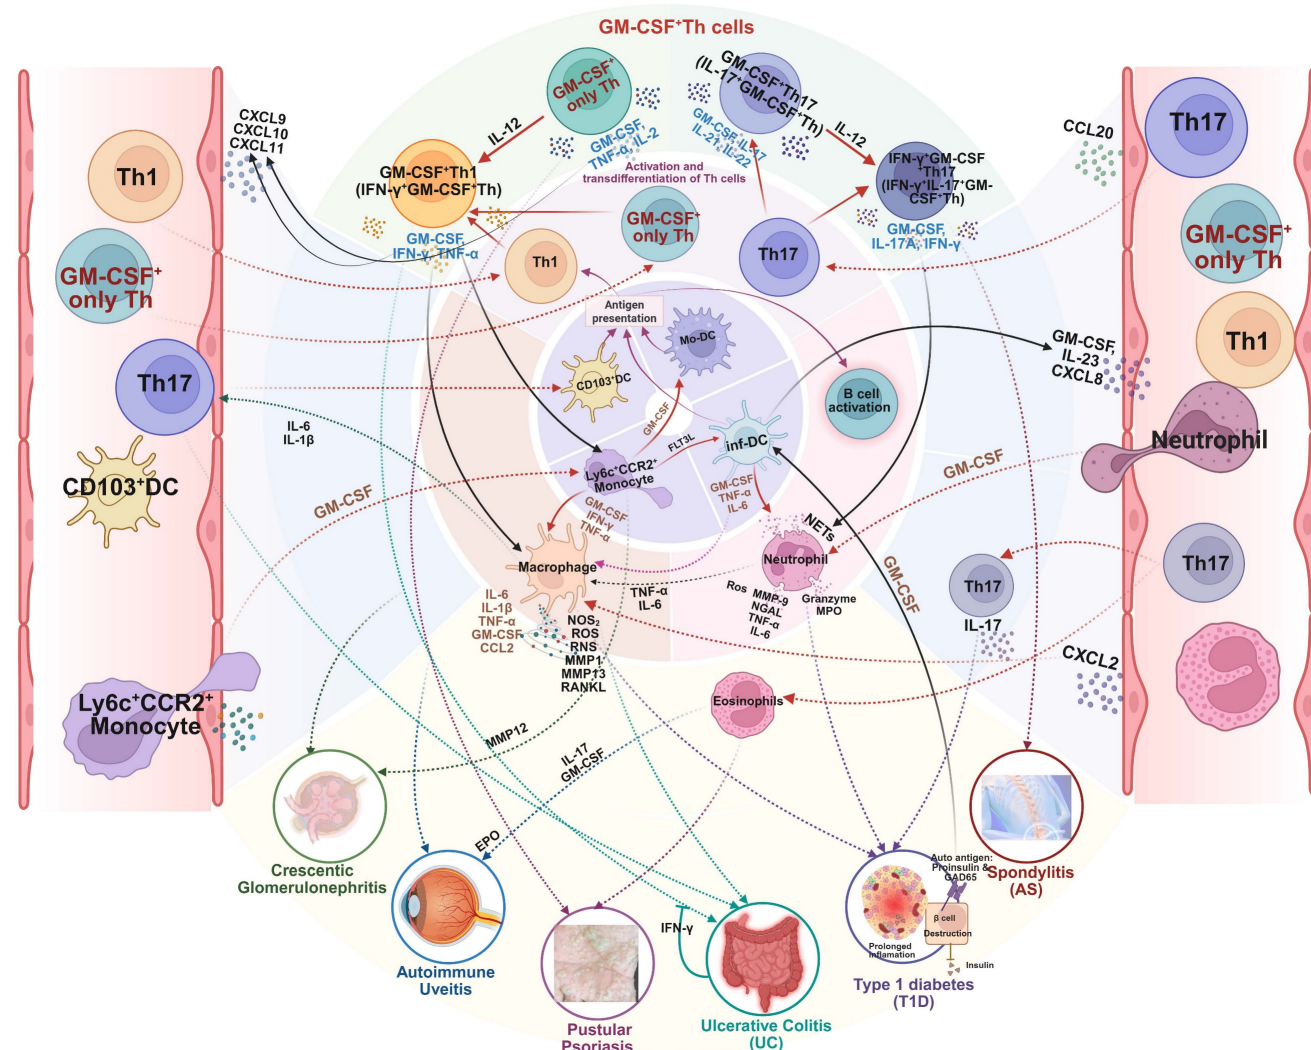 GM-CSF⁺Th cells
GM-CSF⁺
only Th
GM-CSF⁺Th17
(IL-17⁺GM-CSF⁺Th)
IL-12
IL-12
GM-CSF,
TNF-α, IL-2
GM-CSF, IL-17
IL-21, IL-22
GM-CSF⁺Th1
(IFN-γ⁺GM-CSF⁺Th)
GM-CSF,
IFN-γ, TNF-α
IFN-γ⁺GM-CSF
⁺Th17
(IFN-γ⁺IL-17⁺GM-
CSF⁺Th)
GM-CSF,
IL-17A, IFN-γ
Activation and
transdifferentiation of Th cells
GM-CSF⁺
only Th
Th1
Th17
CXCL9
CXCL10
CXCL11
Th1
GM-CSF⁺
only Th
Th17
CD103⁺DC
Ly6c⁺CCR2⁺
Monocyte
IL-6
IL-1β
GM-CSF
Antigen
presentation
Mo-DC
CD103⁺DC
inf-DC
Ly6c⁺CCR2⁺
Monocyte
GM-CSF
FLT3L
B cell
activation
GM-CSF
TNF-α
IL-6
GM-CSF
IFN-γ
TNF-α
Macrophage
NETs
Neutrophil
TNF-α
IL-6
Ros
MMP-9
NGAL
TNF-α
IL-6
Granzyme
MPO
IL-6
IL-1β
TNF-α
GM-CSF
CCL2
NOS₂
ROS
RNS
MMP1
MMP13
RANKL
Eosinophils
CCL20
Th17
GM-CSF⁺
only Th
Th1
GM-CSF,
IL-23
CXCL8
Neutrophil
GM-CSF
GM-CSF
Th17
Th17
IL-17
CXCL2
MMP12
IL-17
GM-CSF
EPO
IFN-γ
Crescentic
Glomerulonephritis
Autoimmune
Uveitis
Pustular
Psoriasis
Ulcerative Colitis
(UC)
Auto antigen:
Proinsulin &
GAD65
β cell
Destruction
Insulin
Prolonged
inflamation
Type 1 diabetes
(T1D)
Spondylitis
(AS)